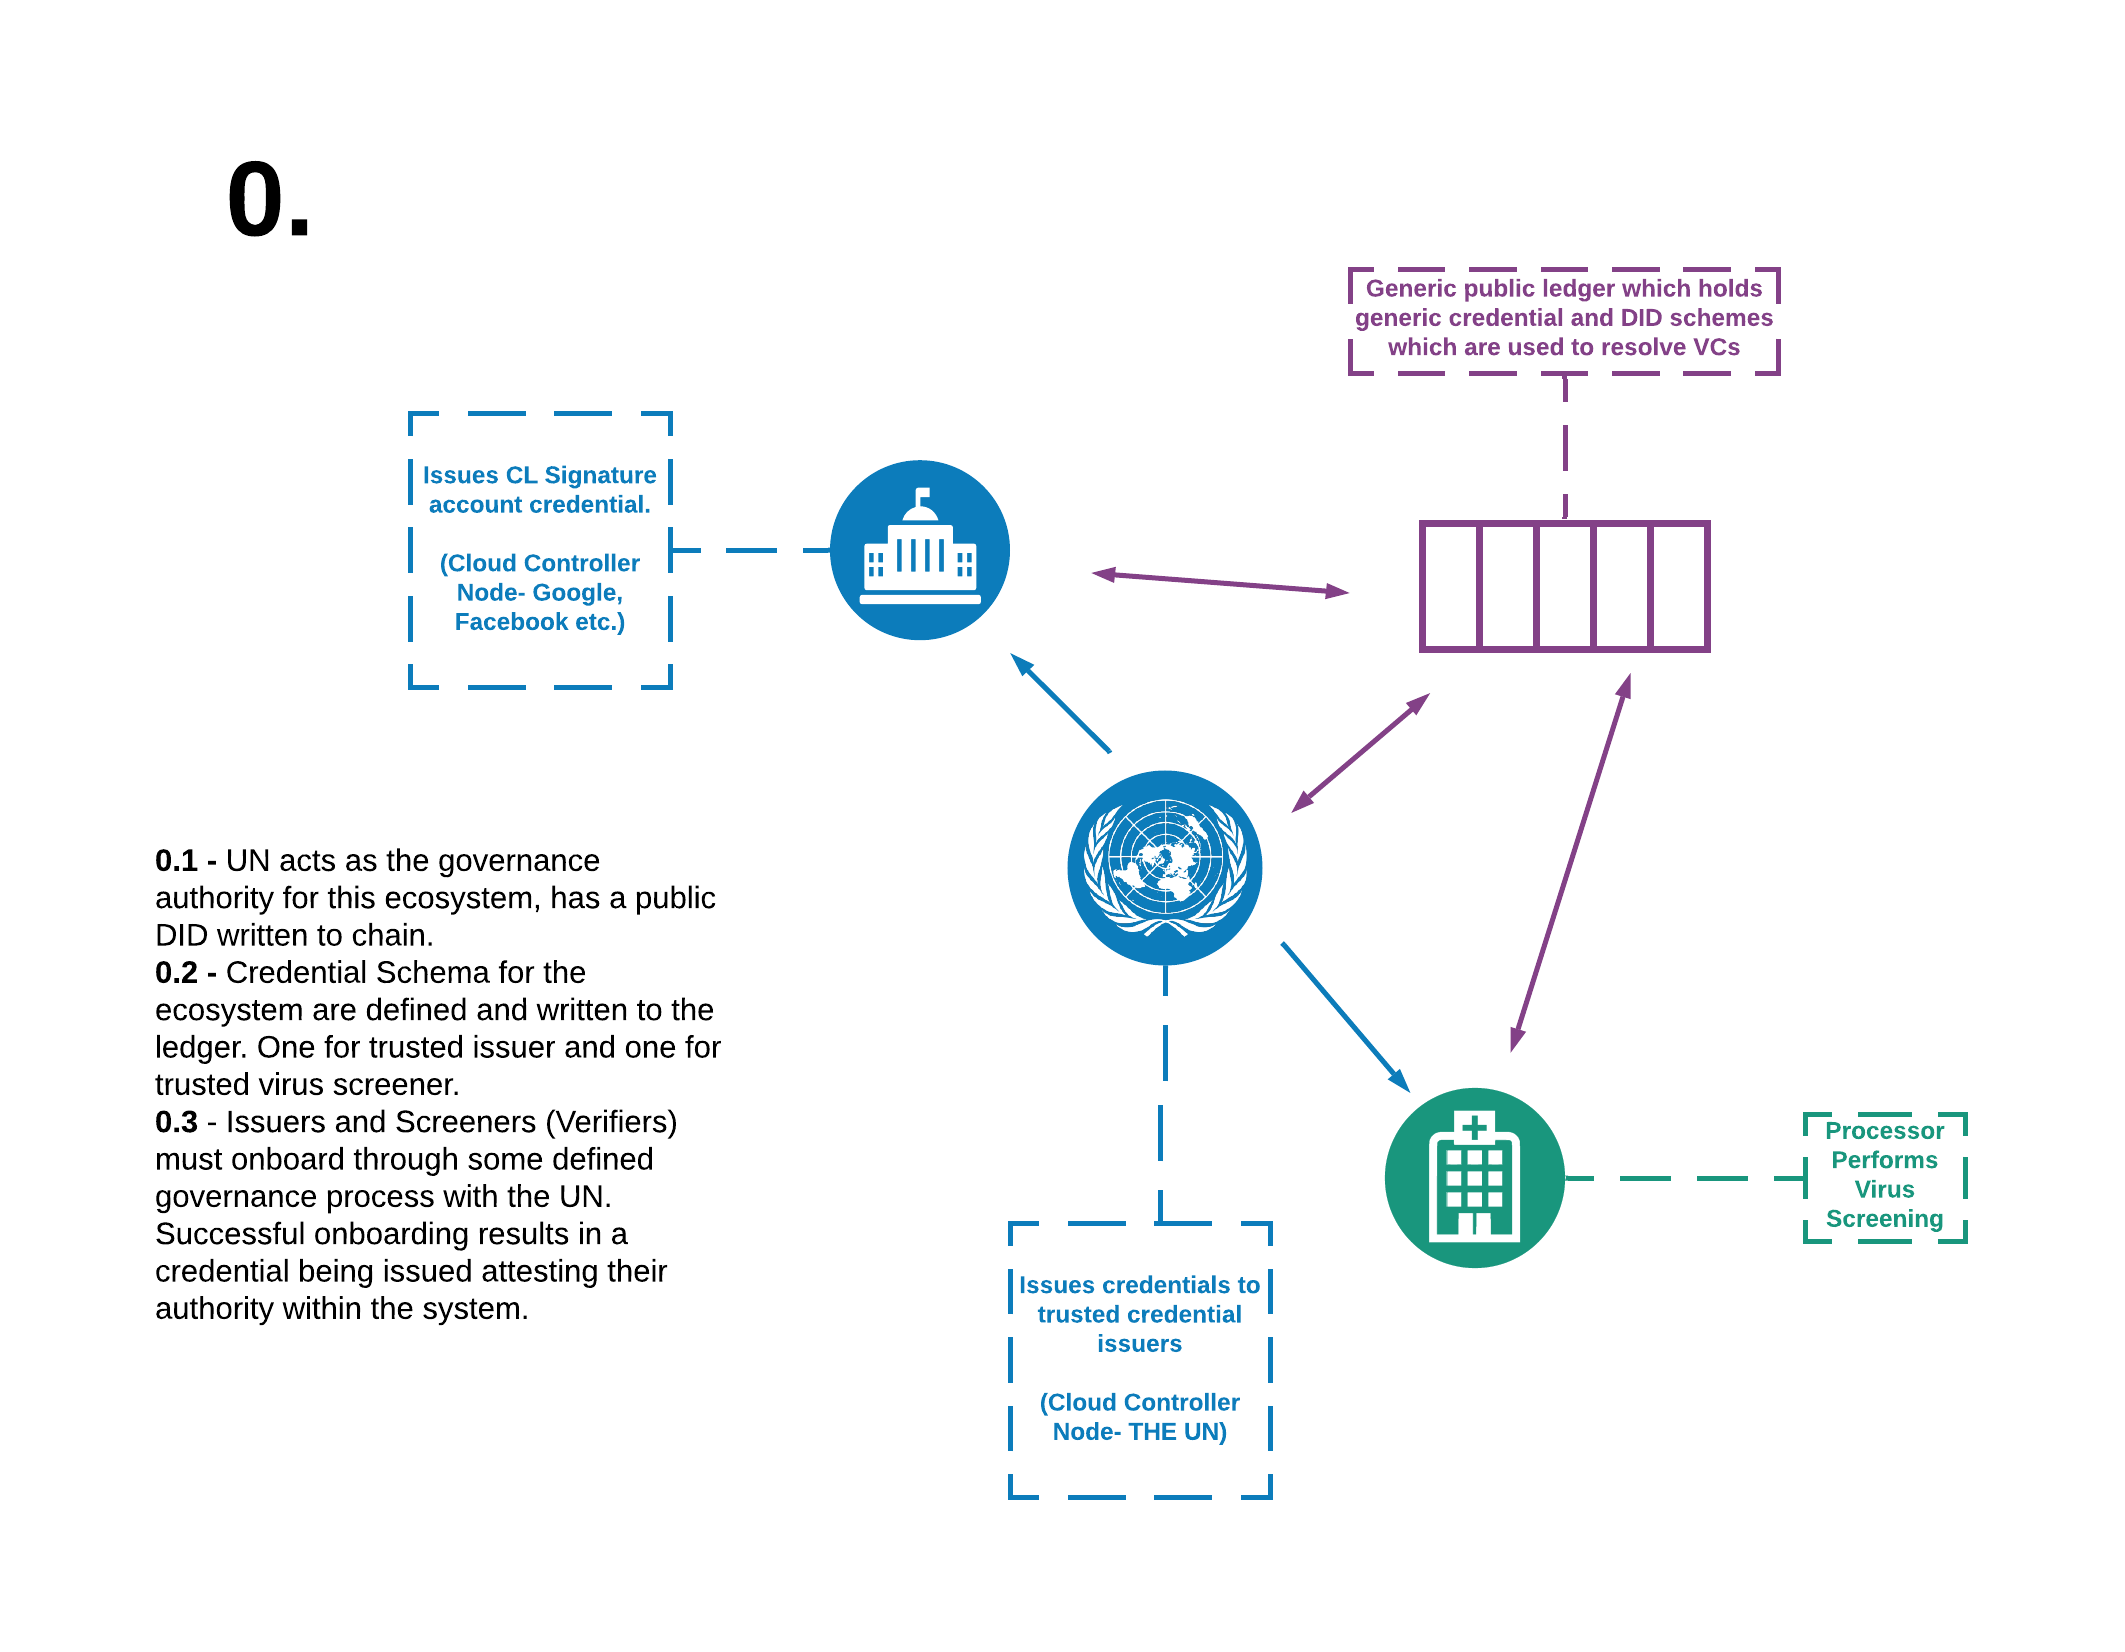 0.
Generic public ledger which holds
generic credential and DID schemes
which are used to resolve VCs
Issues CL Signature
account credential.
(Cloud Controller
Node- Google,
Facebook etc.)
0.1 - UN acts as the governance
authority for this ecosystem, has a public
DID written to chain.
0.2 - Credential Schema for the
ecosystem are defined and written to the
ledger. One for trusted issuer and one for
trusted virus screener.
0.3 - Issuers and Screeners (Verifiers)
must onboard through some defined
governance process with the UN.
Successful onboarding results in a
credential being issued attesting their
authority within the system.
Processor
Performs
Virus
Screening
Issues credentials to
trusted credential
issuers
(Cloud Controller
Node- THE UN)